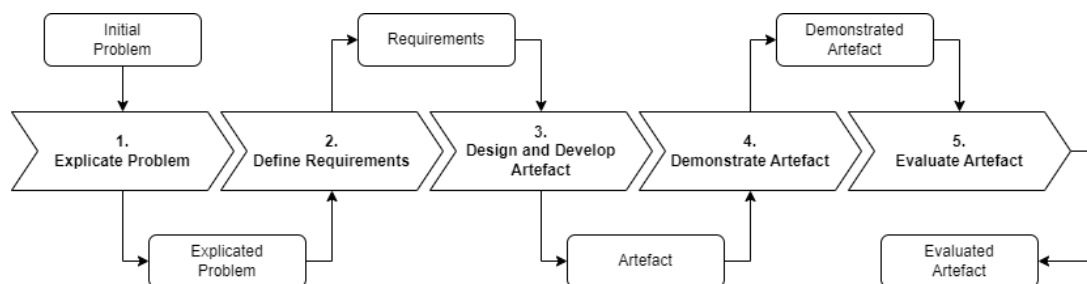 Initial
Problem
Requirements
Demonstrated
Artefact
1.
Explicate Problem
2.
Define Requirements
3.
Design and Develop
Artefact
4.
Demonstrate Artefact
5.
Evaluate Artefact
Explicated
Problem
Artefact
Evaluated
Artefact